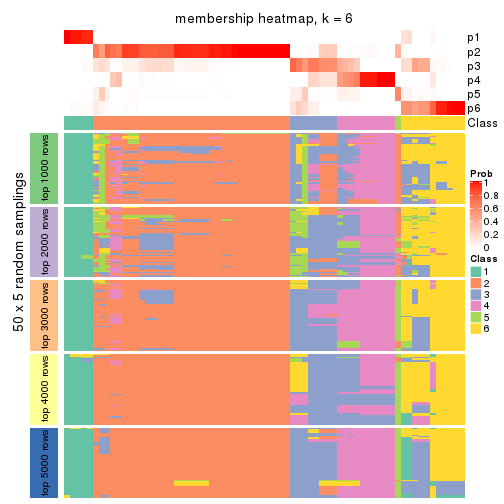 membership heatmap, k = 6
p1
p2
p3
p4
p5
p6
Class
50 x 5 random samplings
top 1000 rows
top 2000 rows
top 3000 rows
top 4000 rows
top 5000 rows
Prob
1
0.8
0.6
0.4
0.2
0
Class
1
2
3
4
5
6